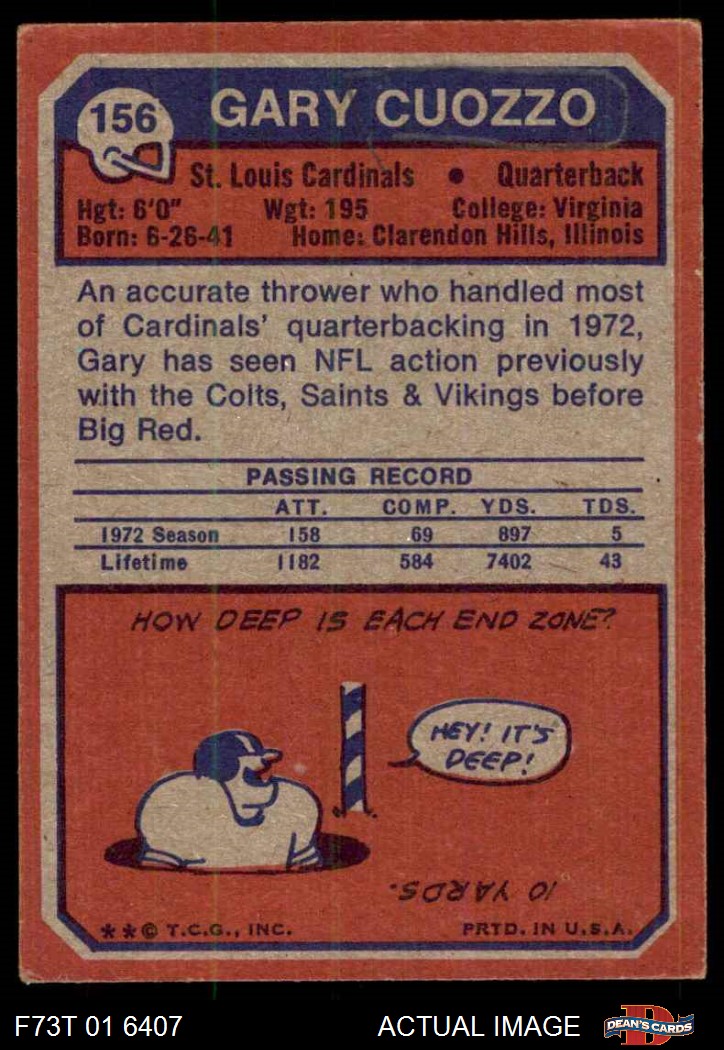 156
GARY CUOZZO
St. Louis Cardinals • Quarterback
Hgt: 6'0" Wgt: 195 College: Virginia
Born: 6-26-41 Home: Clarendon Hills, Illinois
An accurate thrower who handled most
of Cardinals' quarterbacking in 1972,
Gary has seen NFL action previously
with the Colts, Saints & Vikings before
Big Red.
PASSING RECORD
ATT. COMP. YDS. TDS.
1972 Season 158 69 897 5
Lifetime 1182 584 7402 43
HOW DEEP IS EACH END ZONE?
HEY! IT'S
DEEP!
10 YARDS.
**© T.C.G., INC. PRTD. IN U.S.A.
F73T 01 6407 ACTUAL IMAGE
D
DEAN'S CARDS